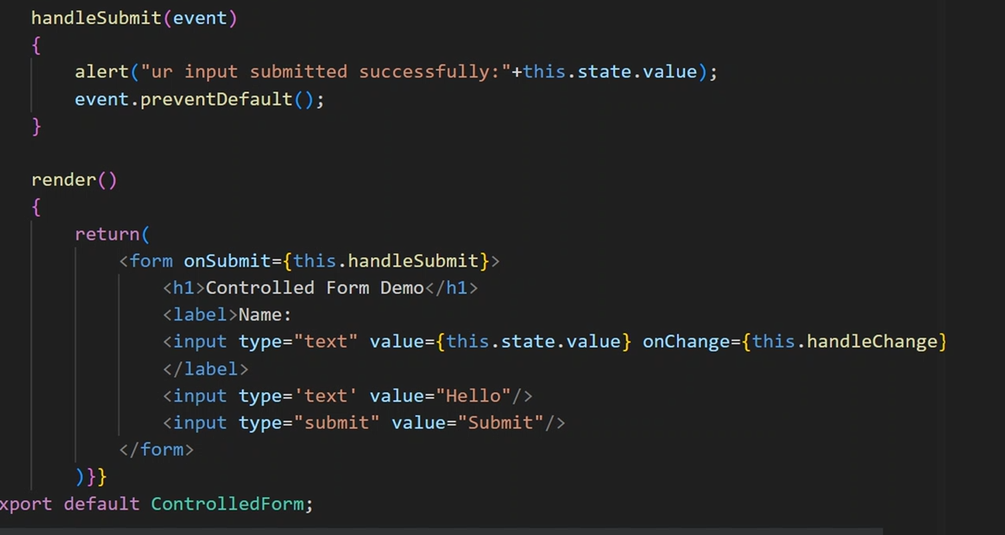 handleSubmit(event)
{
alert("ur input submitted successfully:"+this.state.value);
event.preventDefault();
}
render()
{
return(
<form onSubmit={this.handleSubmit}>
<h1>Controlled Form Demo</h1>
<label>Name:
<input type="text" value={this.state.value} onChange={this.handleChange}
</label>
<input type='text' value="Hello"/>
<input type="submit" value="Submit"/>
</form>
)}}
xport default ControlledForm;